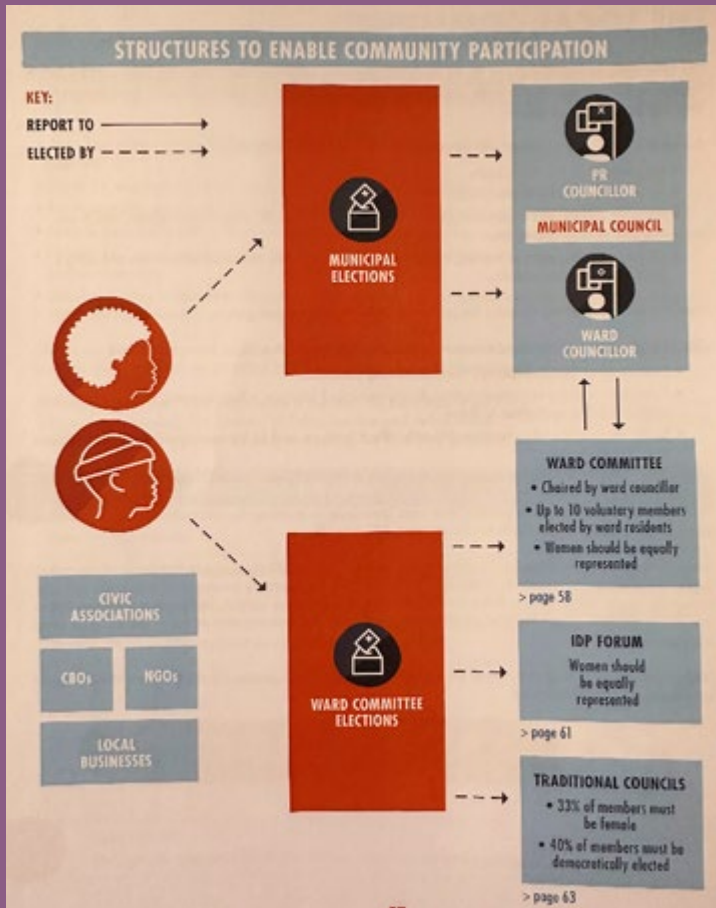 STRUCTURES TO ENABLE COMMUNITY PARTICIPATION
KEY:
REPORT TO
ELECTED BY
MUNICIPAL
ELECTIONS
PR
COUNCILLOR
MUNICIPAL COUNCIL
WARD
COUNCILLOR
WARD COMMITTEE
• Chaired by ward councillor
• Up to 10 voluntary members
elected by ward residents
• Women should be equally
represented
> page 58
CIVIC
ASSOCIATIONS
CBOs
NGOs
LOCAL
BUSINESSES
WARD COMMITTEE
ELECTIONS
IDP FORUM
Women should
be equally
represented
> page 61
TRADITIONAL COUNCILS
• 33% of members must
be female
• 40% of members must be
democratically elected
> page 63